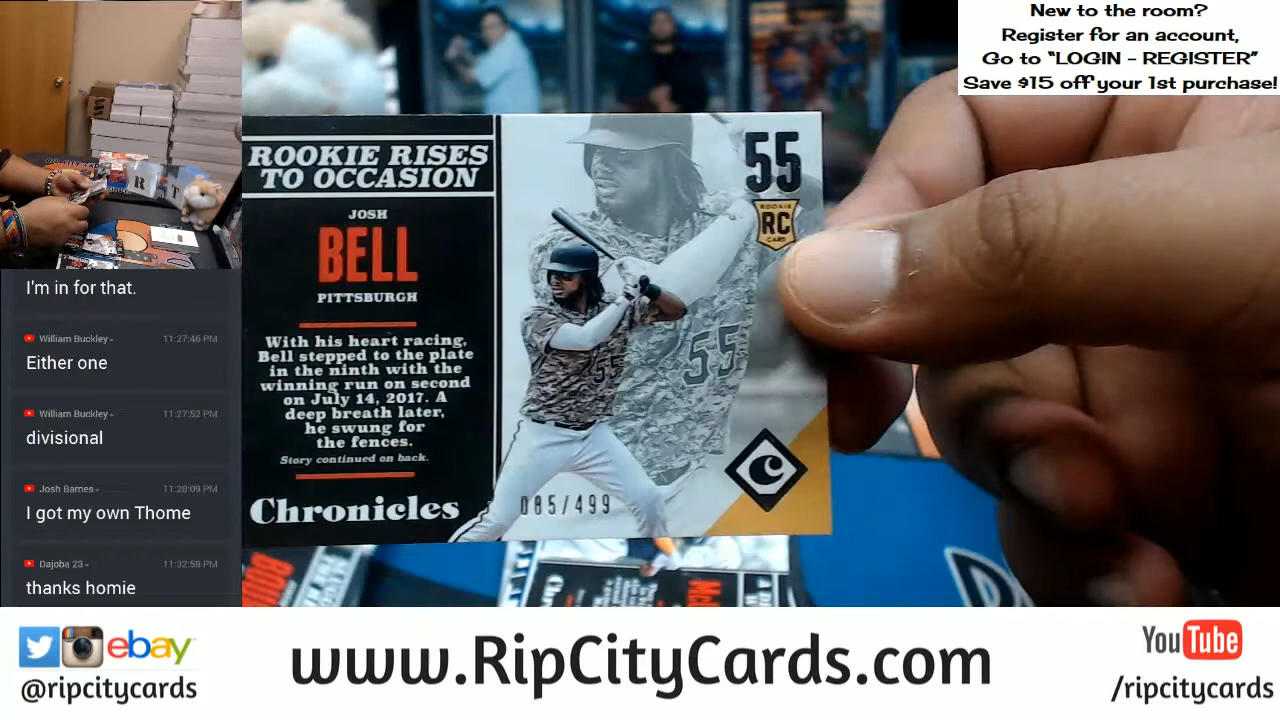 New to the room?
Register for an account,
Go to “LOGIN - REGISTER”
Save $15 off your 1st purchase!
R T
I'm in for that.
William Buckley 11:27:46 PM
Either one
William Buckley 11:27:52 PM
divisional
Josh Barnes 11:28:09 PM
I got my own Thome
Dajoba 23 11:32:58 PM
thanks homie
ROOKIE RISES
TO OCCASION
JOSH
BELL
PITTSBURGH
With his heart racing,
Bell stepped to the plate
in the ninth with the
winning run on second
on July 14, 2017. A
deep breath later,
he swung for
the fences.
Story continued on back.
Chronicles
55
ROOKIE
RC
CARD
55
55
C
085/499
Chronicles
ebay
@ripcitycards
www.RipCityCards.com
YouTube
/ripcitycards